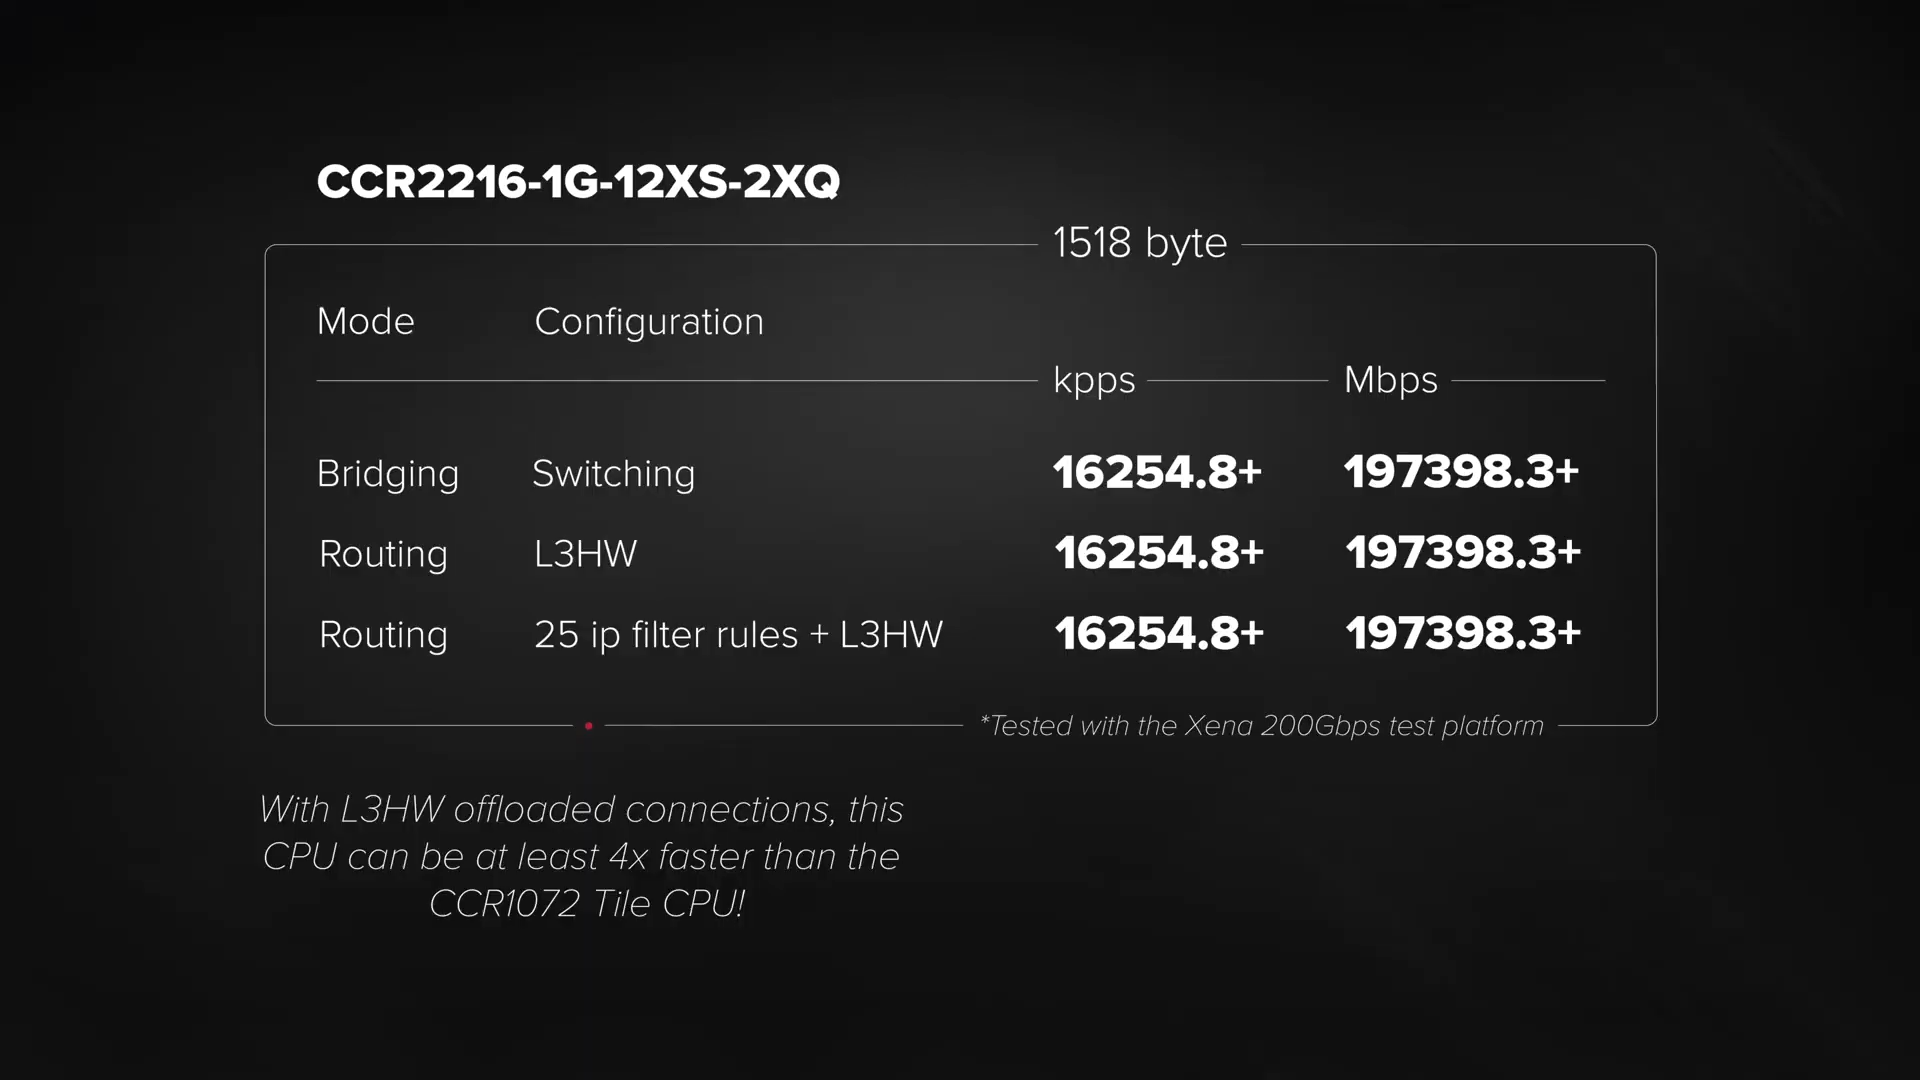 CCR2216-1G-12XS-2XQ
1518 byte
Mode Configuration
kpps Mbps
Bridging Switching 16254.8+ 197398.3+
Routing L3HW 16254.8+ 197398.3+
Routing 25 ip filter rules + L3HW 16254.8+ 197398.3+
*Tested with the Xena 200Gbps test platform
With L3HW offloaded connections, this
CPU can be at least 4x faster than the
CCR1072 Tile CPU!